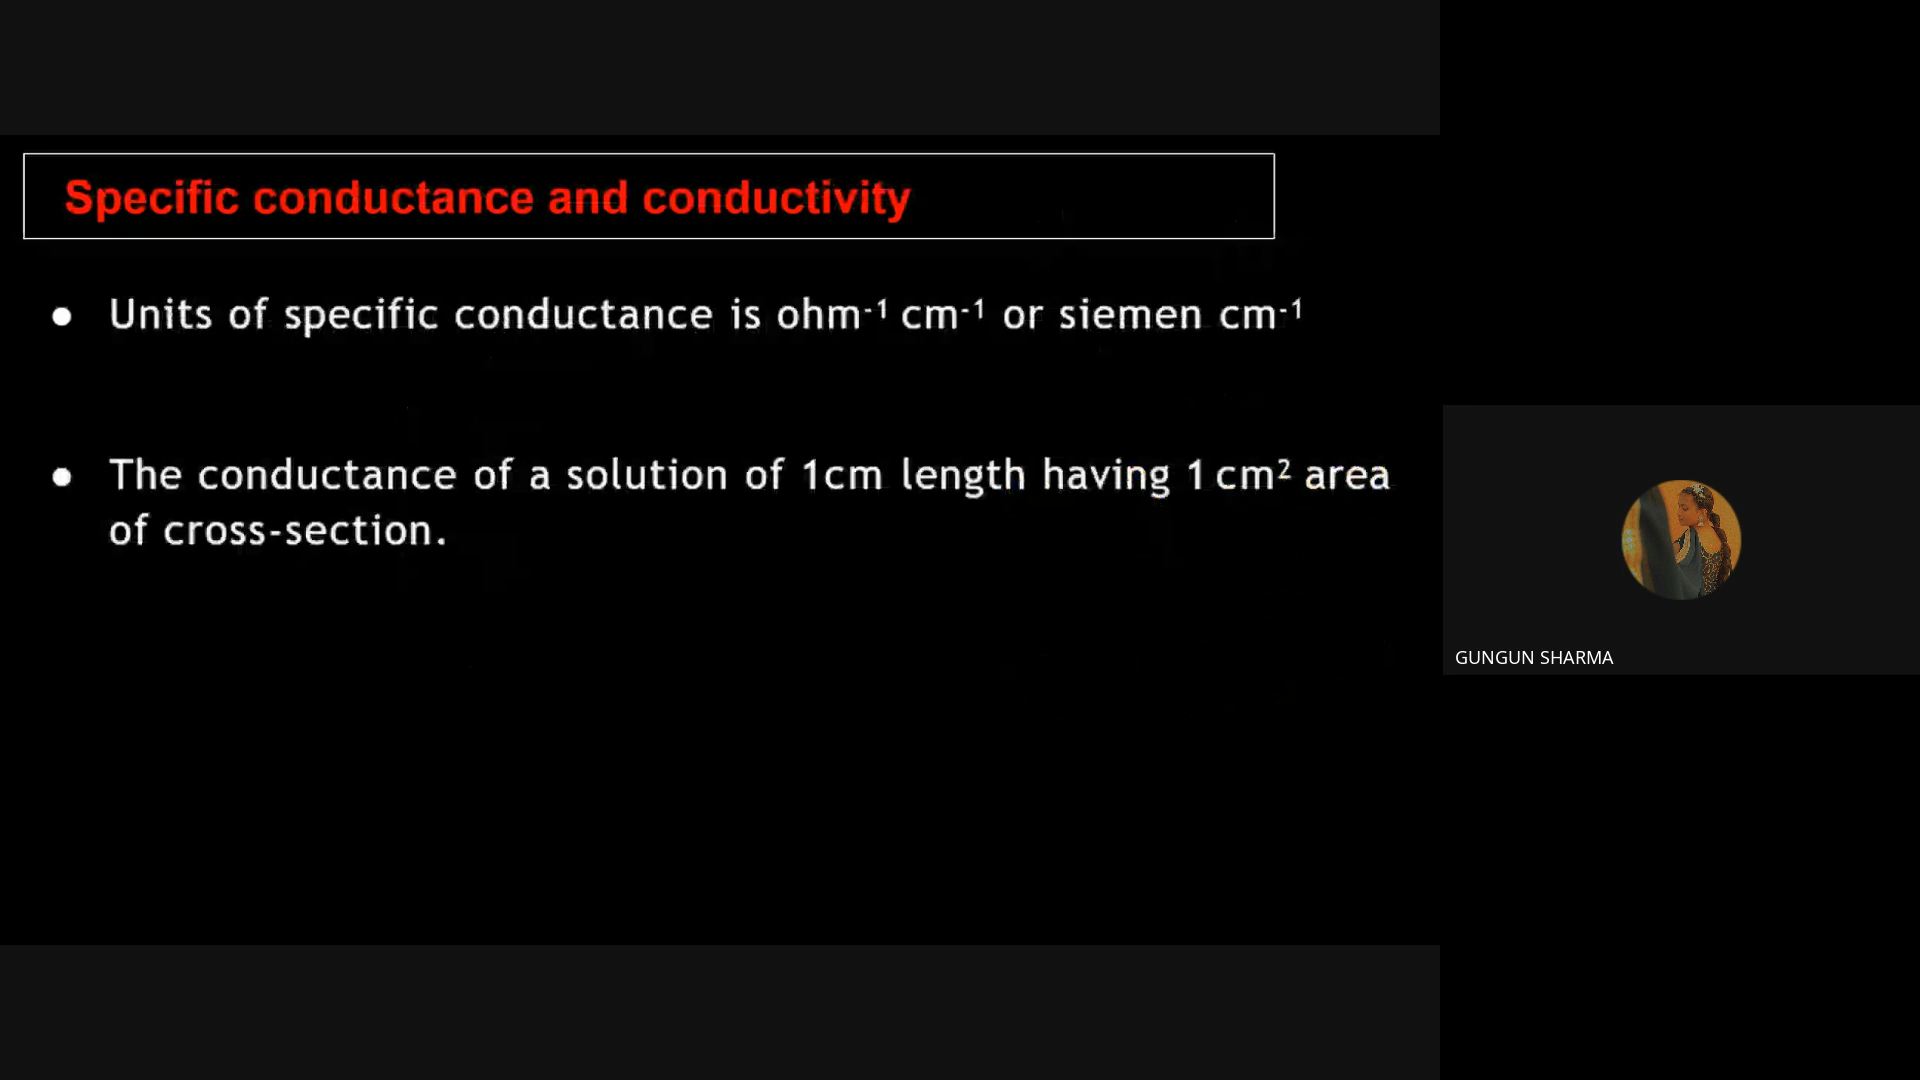 Specific conductance and conductivity
● Units of specific conductance is ohm⁻¹ cm⁻¹ or siemen cm⁻¹
● The conductance of a solution of 1cm length having 1 cm² area
of cross-section.
GUNGUN SHARMA